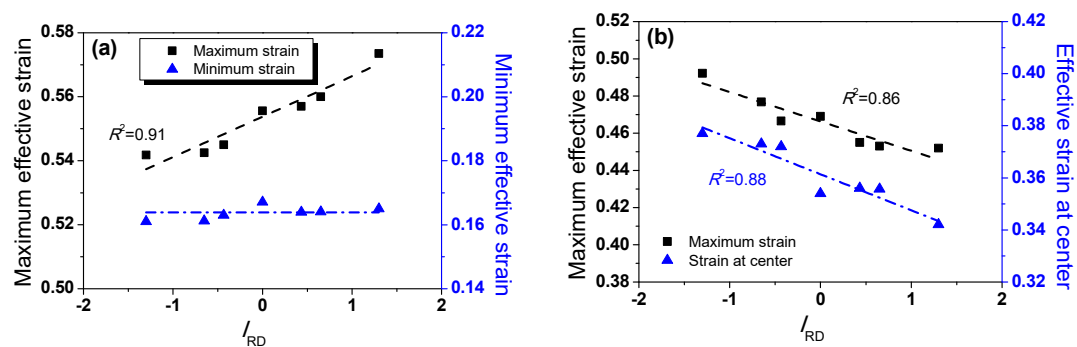 (a)
Maximum strain
Minimum strain
R²=0.91
Maximum effective strain
0.58
0.56
0.54
0.52
0.50
Minimum effective strain
0.22
0.20
0.18
0.16
0.14
-2
-1
0
1
2
I_RD
(b)
R²=0.86
R²=0.88
Maximum strain
Strain at center
Maximum effective strain
0.52
0.50
0.48
0.46
0.44
0.42
0.40
0.38
Effective strain at center
0.42
0.40
0.38
0.36
0.34
0.32
-2
-1
0
1
2
I_RD